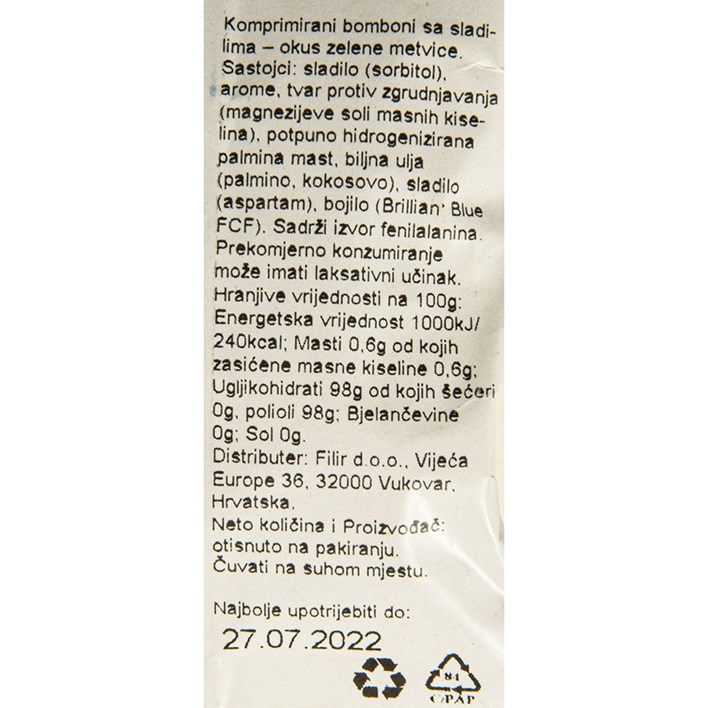 Komprimirani bomboni sa sladi-
lima – okus zelene metvice.
Sastojci: sladilo (sorbitol),
arome, tvar protiv zgrudnjavanja
(magnezijeve soli masnih kise-
lina), potpuno hidrogenizirana
palmina mast, biljna ulja
(palmino, kokosovo), sladilo
(aspartam), bojilo (Brillian' Blue
FCF). Sadrži izvor fenilalanina.
Prekomjerno konzumiranje
može imati laksativni učinak.
Hranjive vrijednosti na 100g:
Energetska vrijednost 1000kJ/
240kcal; Masti 0,6g od kojih
zasićene masne kiseline 0,6g;
Ugljikohidrati 98g od kojih šećeri
0g, polioli 98g; Bjelančevine
0g; Sol 0g.
Distributer: Filir d.o.o., Vijeća
Europe 36, 32000 Vukovar,
Hrvatska.
Neto količina i Proizvođač:
otisnuto na pakiranju.
Čuvati na suhom mjestu.
Najbolje upotrijebiti do:
27.07.2022
84
C/PAP